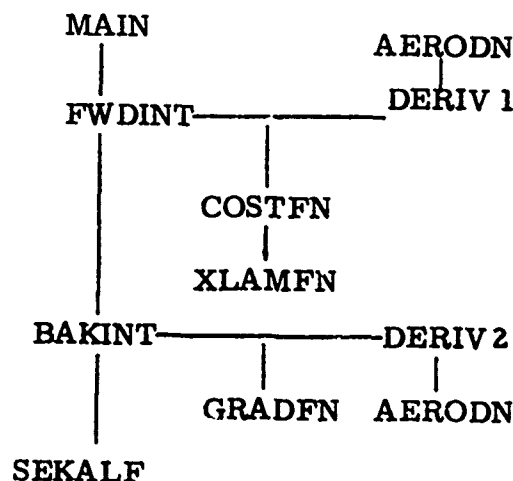 MAIN
AERODN
FWDINT
DERIV 1
COSTFN
XLAMFN
BAKINT
DERIV 2
GRADFN
AERODN
SEKALF